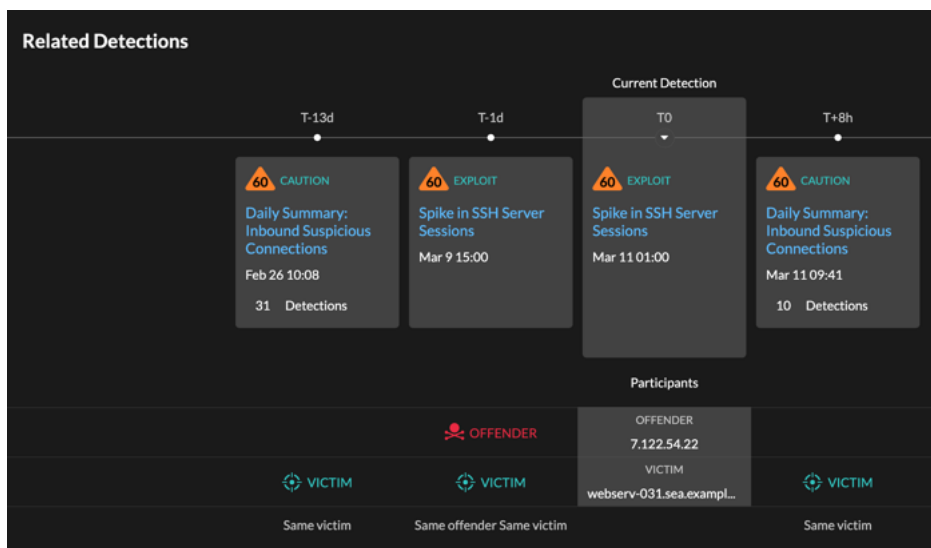 Related Detections
Current Detection
T-13d
T-1d
T0
T+8h
60 CAUTION
Daily Summary:
Inbound Suspicious
Connections
Feb 26 10:08
31 Detections
60 EXPLOIT
Spike in SSH Server
Sessions
Mar 9 15:00
60 EXPLOIT
Spike in SSH Server
Sessions
Mar 11 01:00
60 CAUTION
Daily Summary:
Inbound Suspicious
Connections
Mar 11 09:41
10 Detections
Participants
OFFENDER
OFFENDER
7.122.54.22
VICTIM
VICTIM
VICTIM
webserv-031.sea.exampl...
VICTIM
Same victim
Same offender Same victim
Same victim